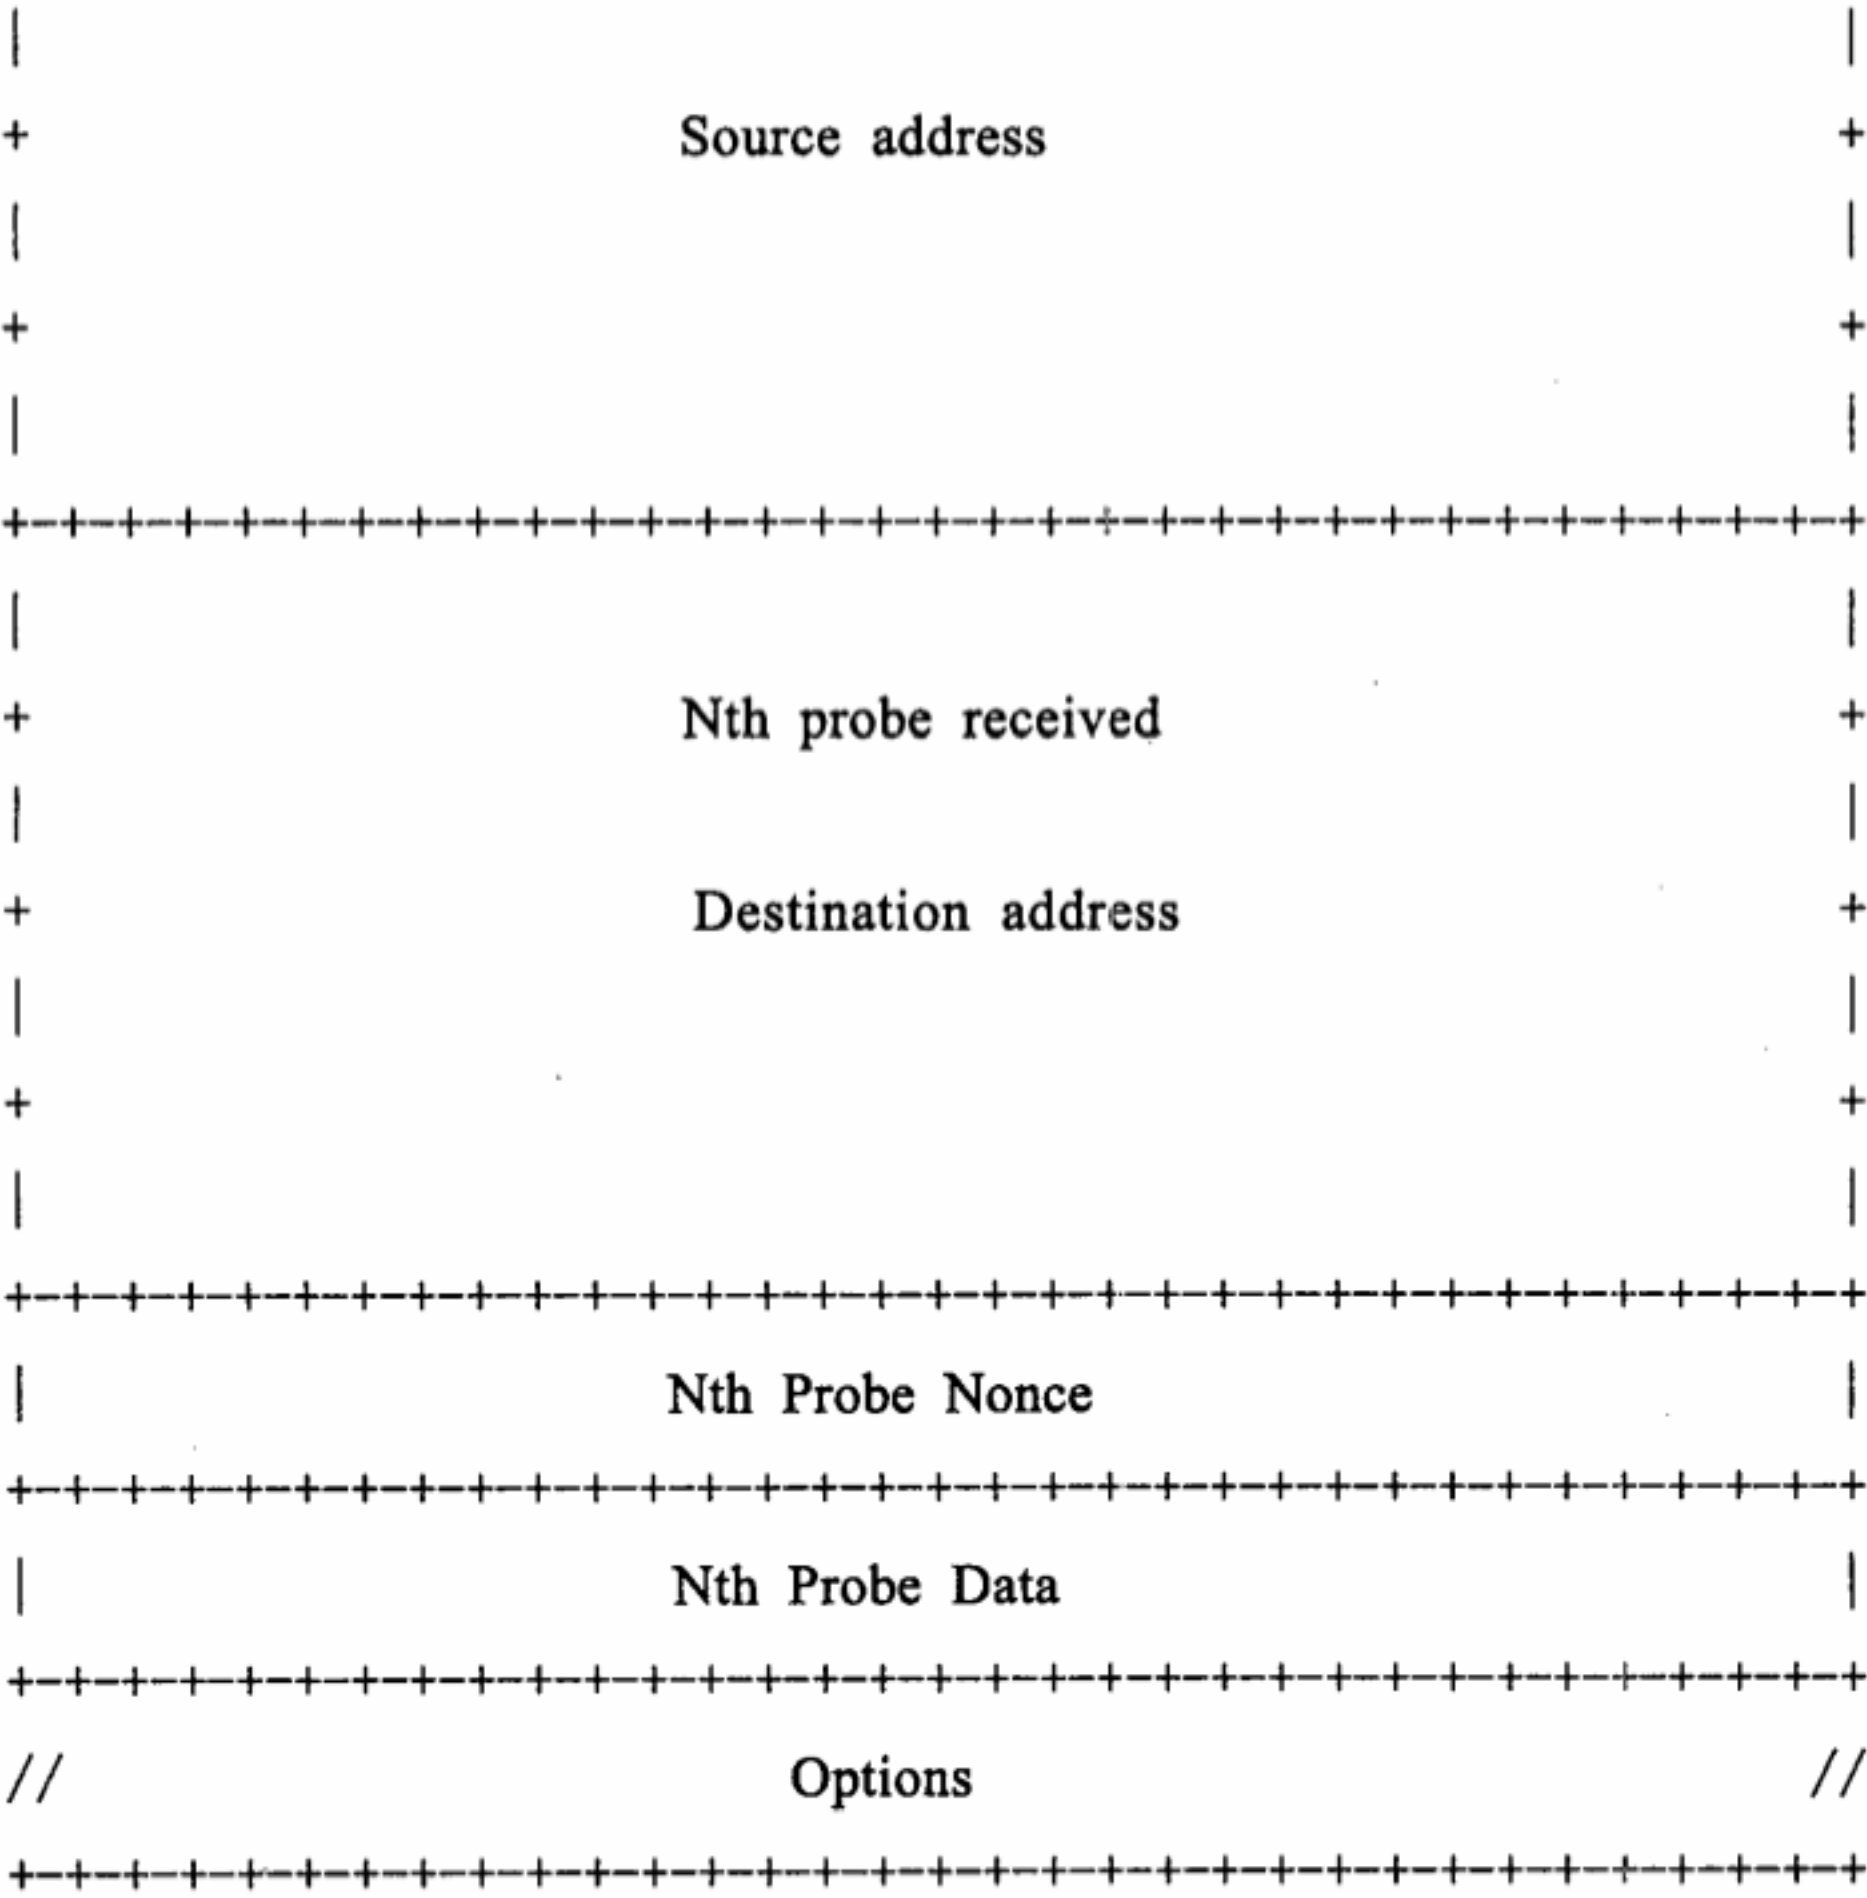 |                                                               |
+                        Source address                         +
|                                                               |
+                                                               +
|                                                               |
+-+-+-+-+-+-+-+-+-+-+-+-+-+-+-+-+-+-+-+-+-+-+-+-+-+-+-+-+-+-+-+-+
|                                                               |
+                      Nth probe received                       +
|                                                               |
+                      Destination address                      +
|                                                               |
+                                                               +
|                                                               |
+-+-+-+-+-+-+-+-+-+-+-+-+-+-+-+-+-+-+-+-+-+-+-+-+-+-+-+-+-+-+-+-+
|                        Nth Probe Nonce                        |
+-+-+-+-+-+-+-+-+-+-+-+-+-+-+-+-+-+-+-+-+-+-+-+-+-+-+-+-+-+-+-+-+
|                        Nth Probe Data                         |
+-+-+-+-+-+-+-+-+-+-+-+-+-+-+-+-+-+-+-+-+-+-+-+-+-+-+-+-+-+-+-+-+
//                           Options                           //
+-+-+-+-+-+-+-+-+-+-+-+-+-+-+-+-+-+-+-+-+-+-+-+-+-+-+-+-+-+-+-+-+